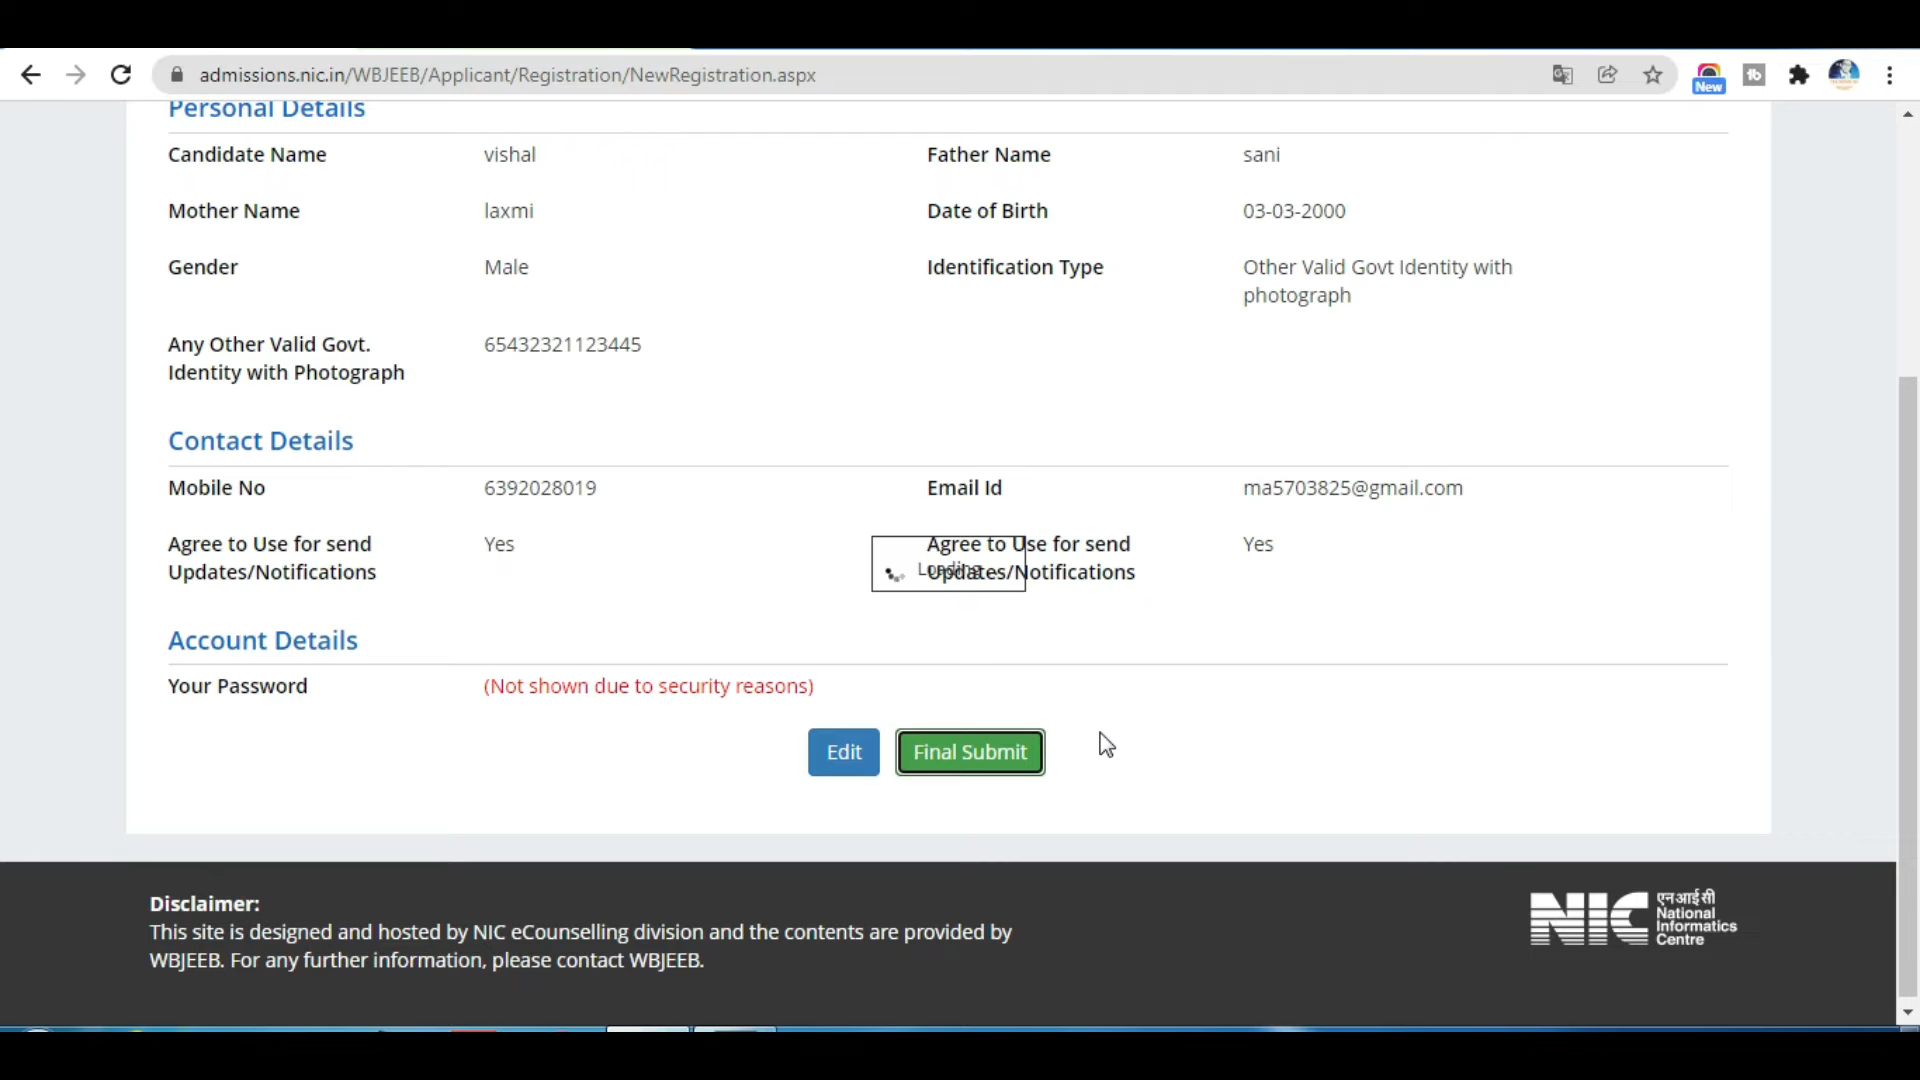 admissions.nic.in/WBJEEB/Applicant/Registration/NewRegistration.aspx
New
Personal Details
Candidate Name vishal Father Name sani
Mother Name laxmi Date of Birth 03-03-2000
Gender Male Identification Type Other Valid Govt Identity with
photograph
Any Other Valid Govt. 65432321123445
Identity with Photograph
Contact Details
Mobile No 6392028019 Email Id ma5703825@gmail.com
Agree to Use for send Yes Agree to Use for send Yes
Updates/Notifications Updates/Notifications
Loading...
Account Details
Your Password (Not shown due to security reasons)
Edit Final Submit
Disclaimer:
This site is designed and hosted by NIC eCounselling division and the contents are provided by
WBJEEB. For any further information, please contact WBJEEB.
NIC एनआईसी
National
Informatics
Centre